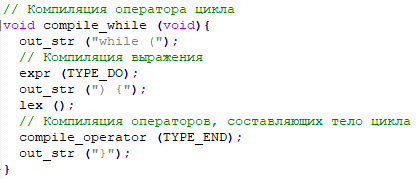 // Компиляция оператора цикла
void compile_while (void){
out_str ("while (");
// Компиляция выражения
expr (TYPE_DO);
out_str (") {");
lex ();
// Компиляция операторов, составляющих тело цикла
compile_operator (TYPE_END);
out_str ("}");
}